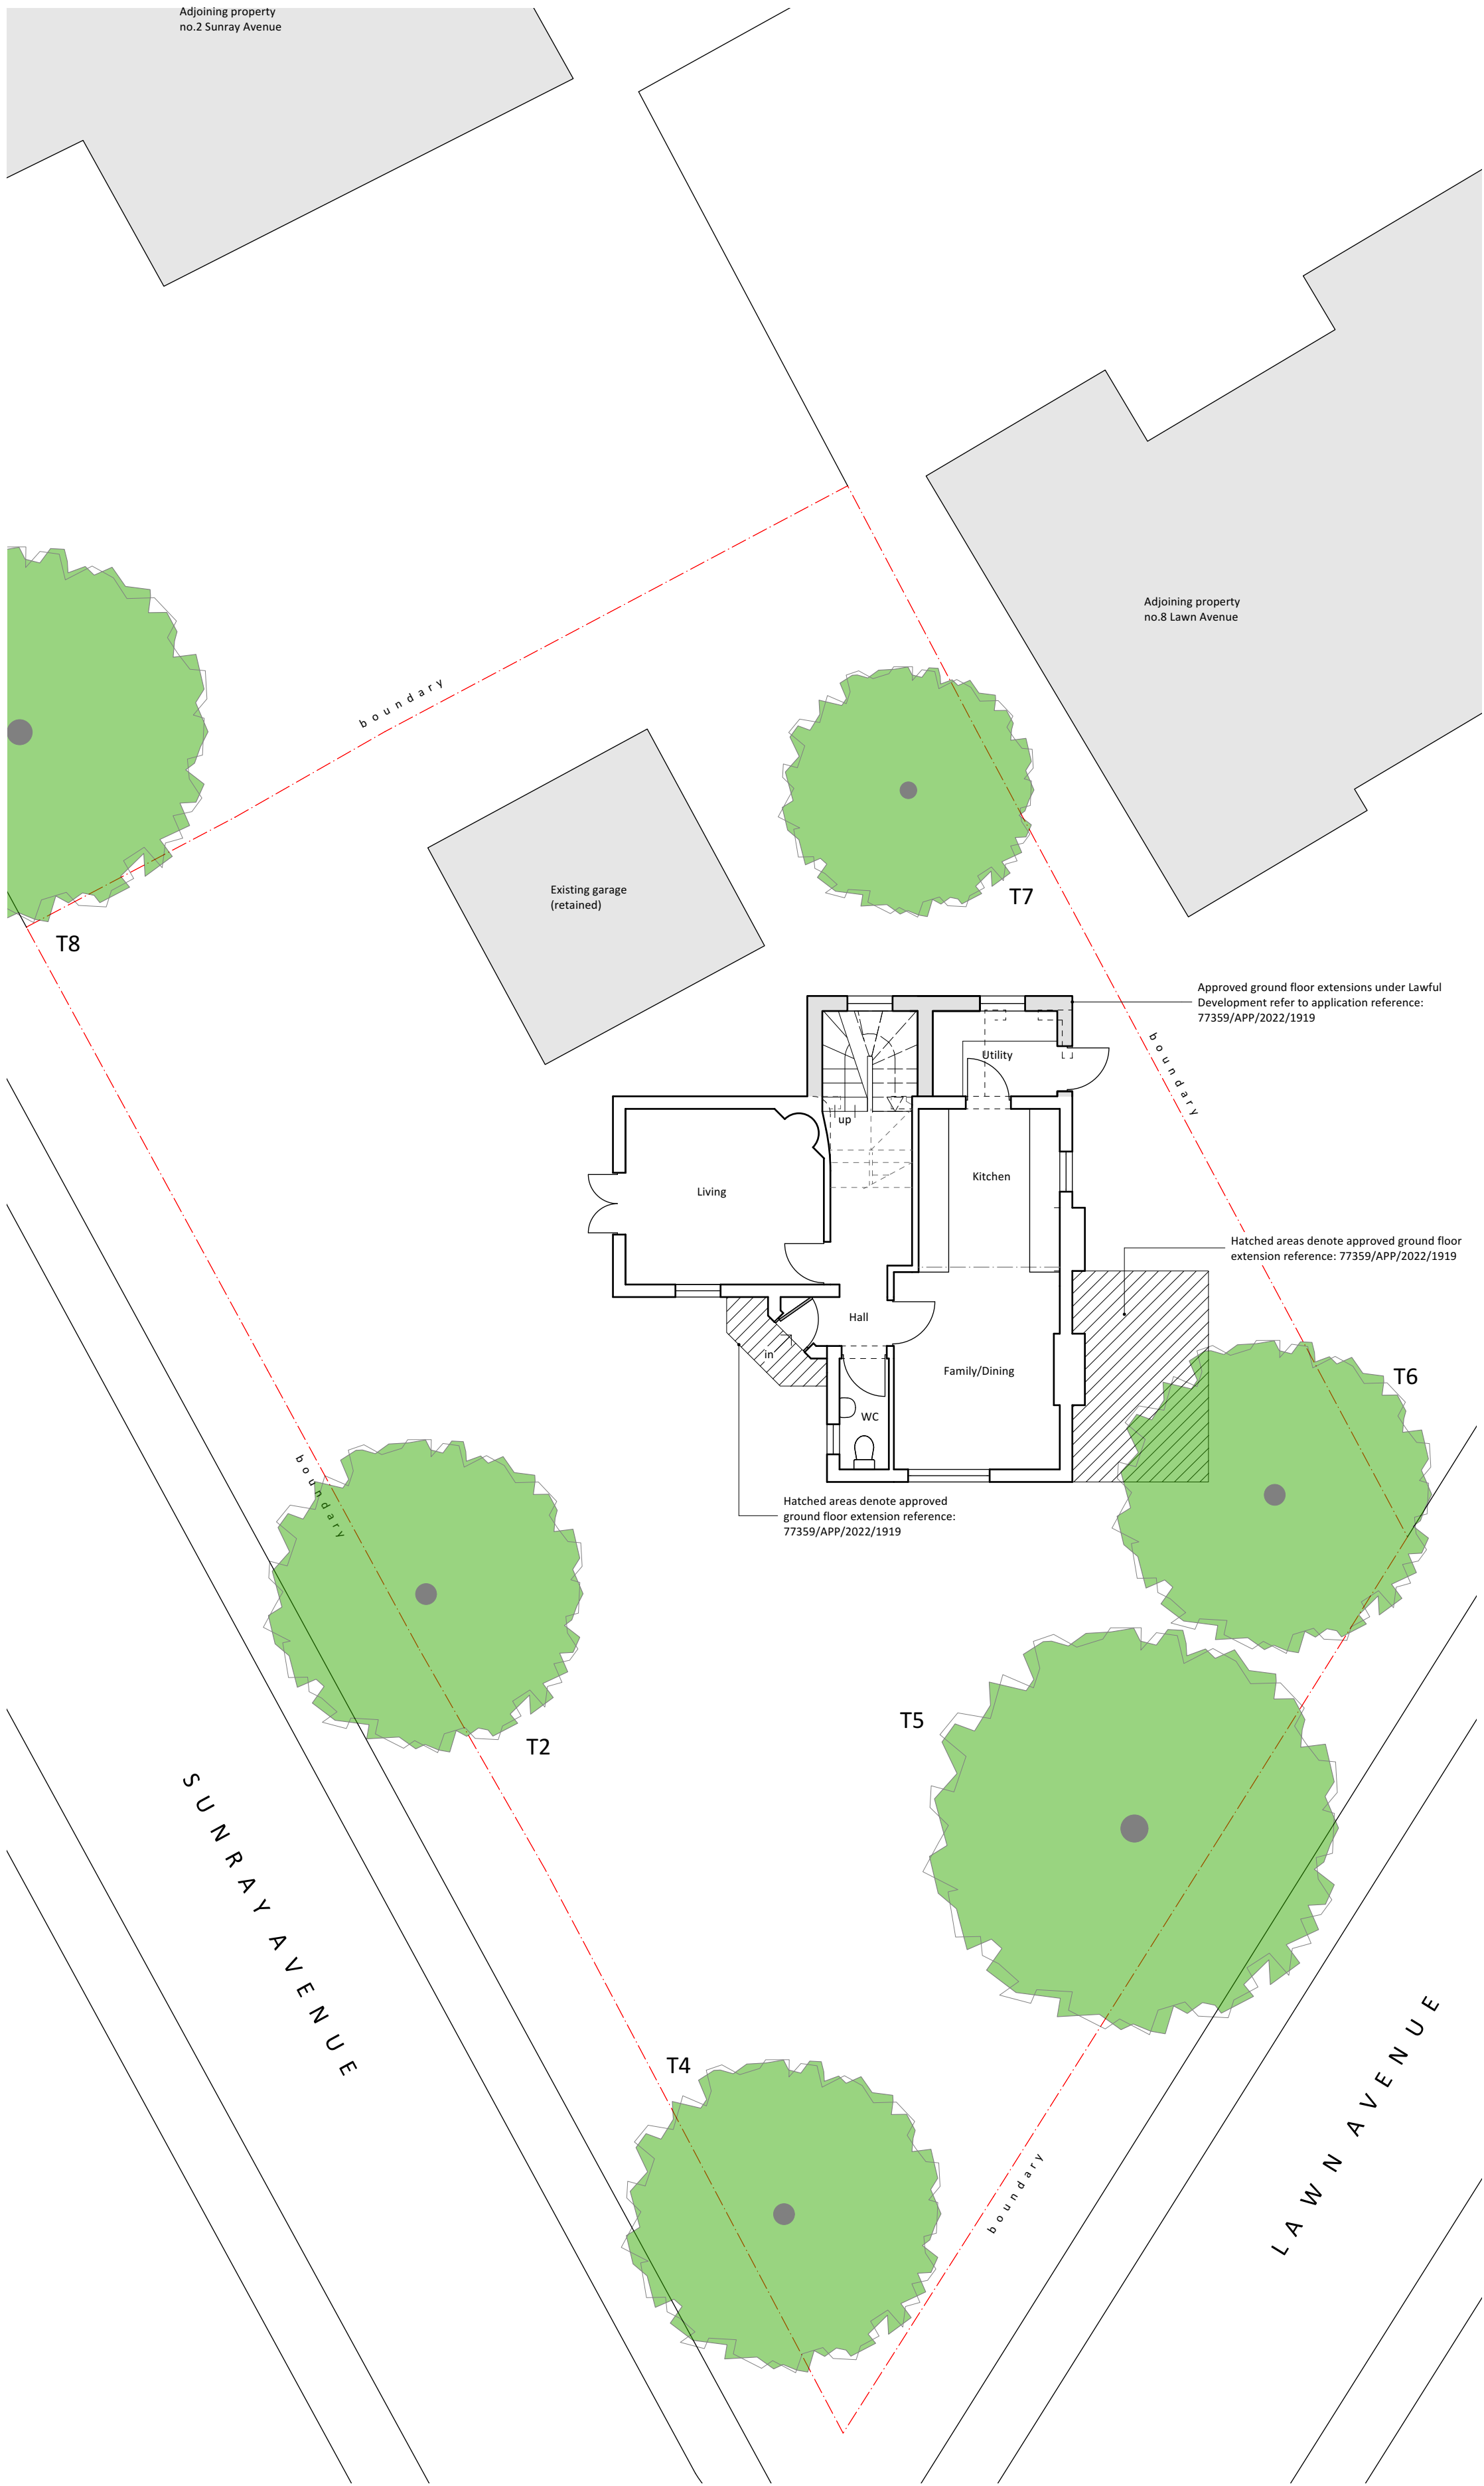 Adjoining property
no.2 Sunray Avenue
Adjoining property
no.8 Lawn Avenue
boundary
Existing garage
(retained)
T7
T8
Approved ground floor extensions under Lawful
Development refer to application reference:
77359/APP/2022/1919
boundary
Utility
up
Kitchen
Living
Hatched areas denote approved ground floor
extension reference: 77359/APP/2022/1919
Hall
in
Family/Dining
T6
WC
boundary
Hatched areas denote approved
ground floor extension reference:
77359/APP/2022/1919
T5
T2
SUNRAY AVENUE
T4
boundary
LAWN AVENUE